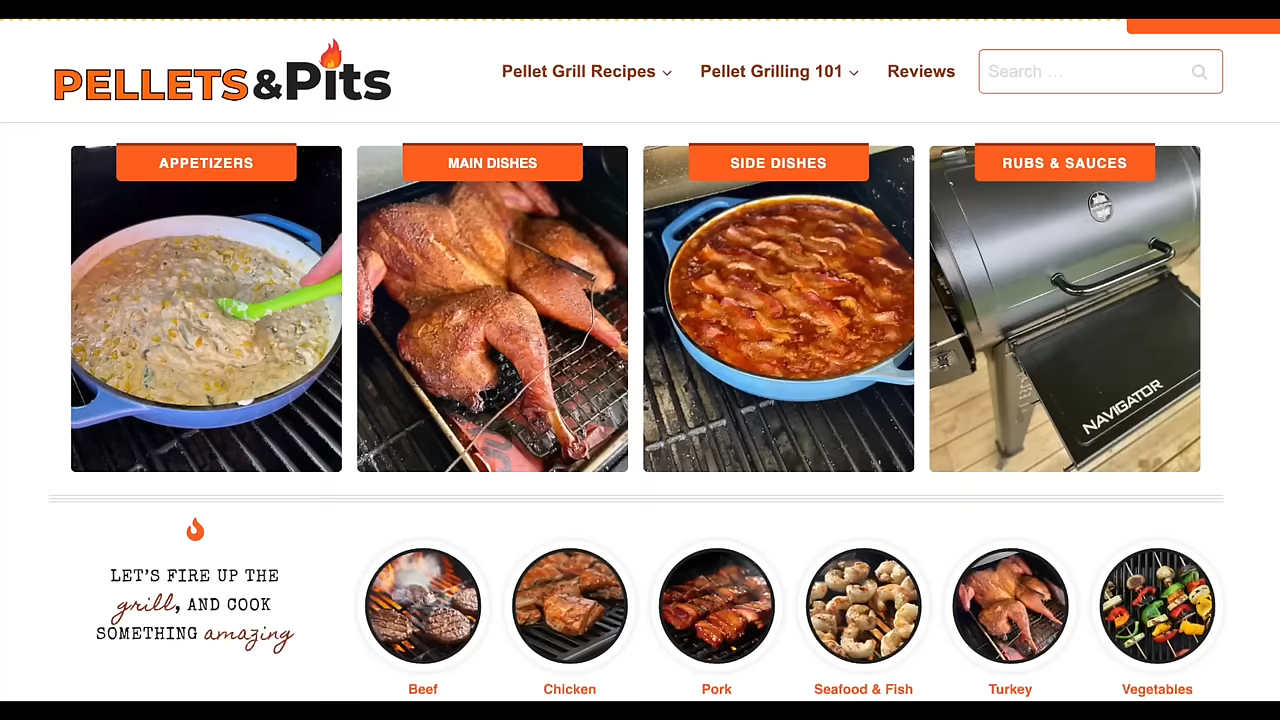 PELLETS&Pits
Pellet Grill Recipes
Pellet Grilling 101
Reviews
Search ...
APPETIZERS
MAIN DISHES
SIDE DISHES
RUBS & SAUCES
NAVIGATOR
LET'S FIRE UP THE
grill, AND COOK
SOMETHING amazing
Beef
Chicken
Pork
Seafood & Fish
Turkey
Vegetables